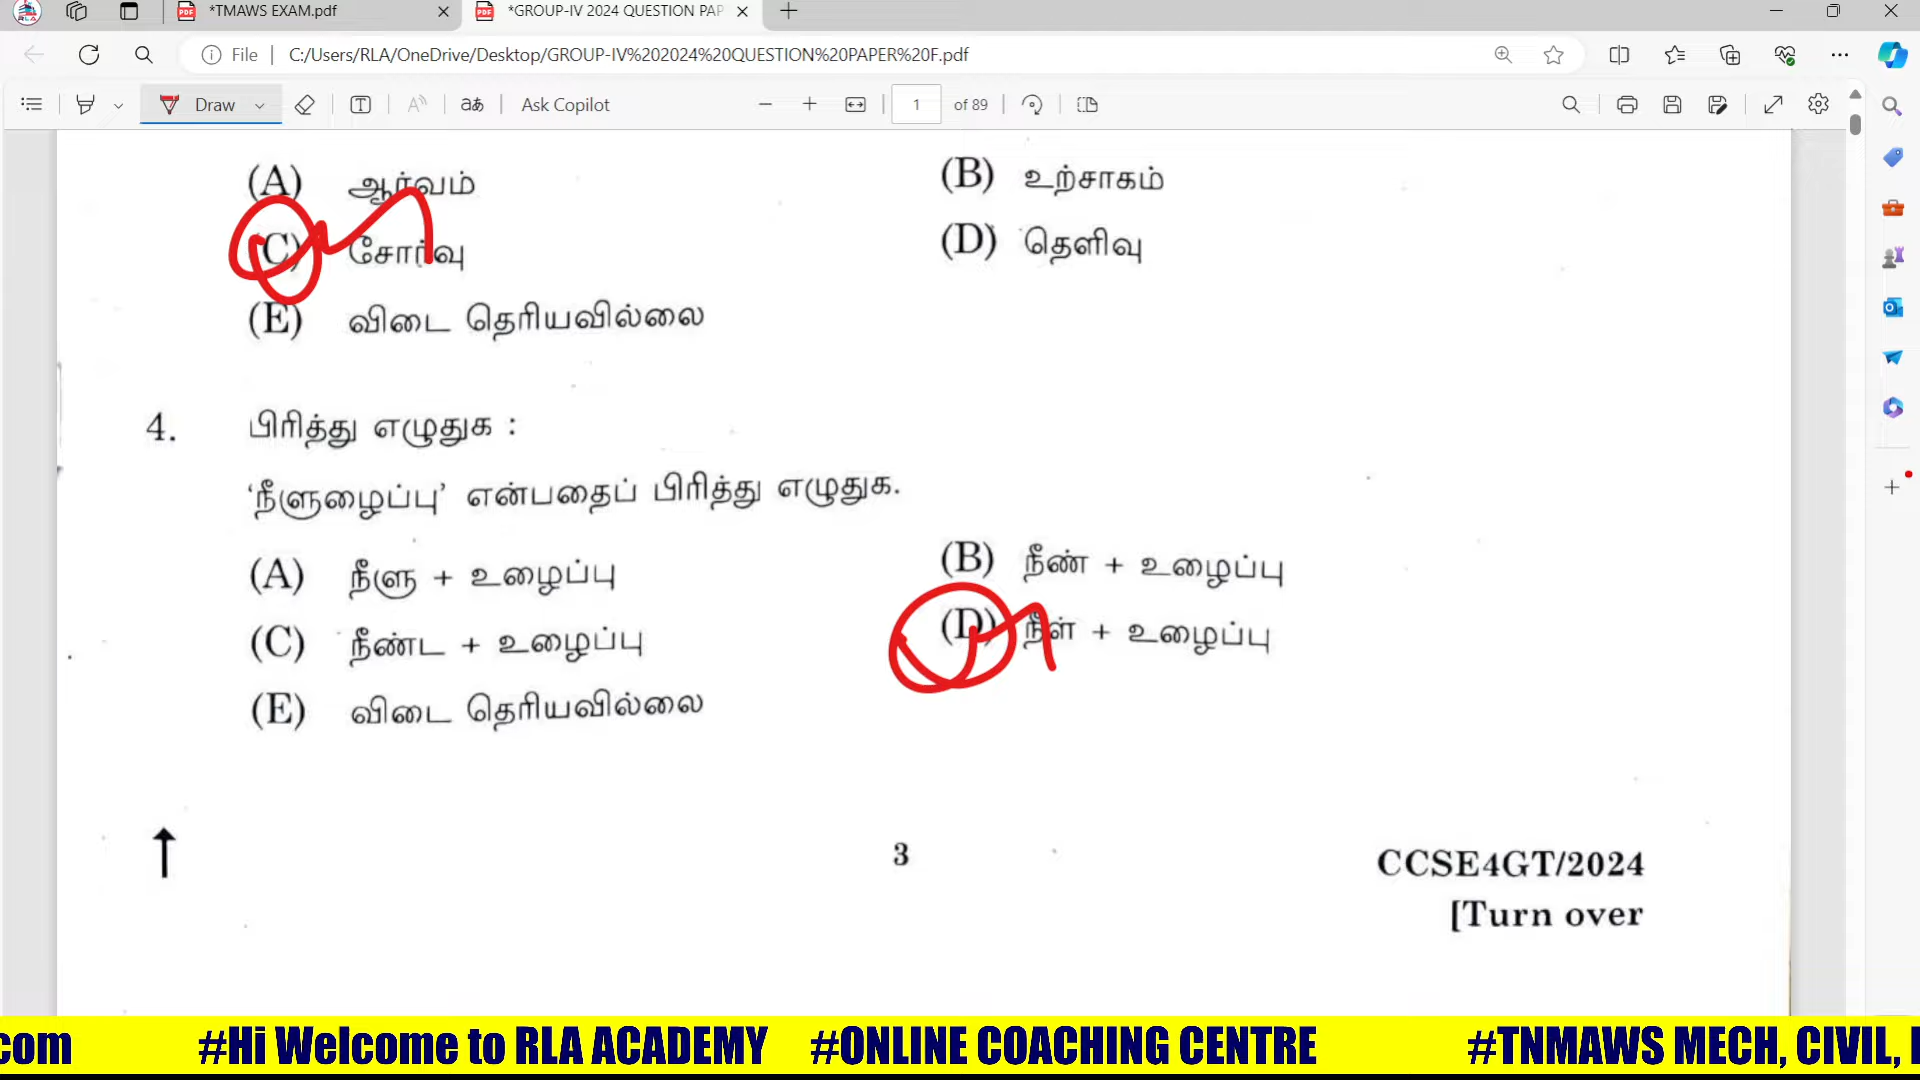 RLA *TMAWS EXAM.pdf *GROUP-IV 2024 QUESTION PAP
File C:/Users/RLA/OneDrive/Desktop/GROUP-IV%202024%20QUESTION%20PAPER%20F.pdf
Draw aあ Ask Copilot 1 of 89
(A) ஆர்வம் (B) உற்சாகம்
(C) சோர்வு (D) தெளிவு
(E) விடை தெரியவில்லை
4. பிரித்து எழுதுக :
‘நீளுழைப்பு’ என்பதைப் பிரித்து எழுதுக.
(A) நீளு + உழைப்பு (B) நீண் + உழைப்பு
(C) நீண்ட + உழைப்பு (D) நீள் + உழைப்பு
(E) விடை தெரியவில்லை
3
CCSE4GT/2024
[Turn over
com #Hi Welcome to RLA ACADEMY #ONLINE COACHING CENTRE #TNMAWS MECH, CIVIL,